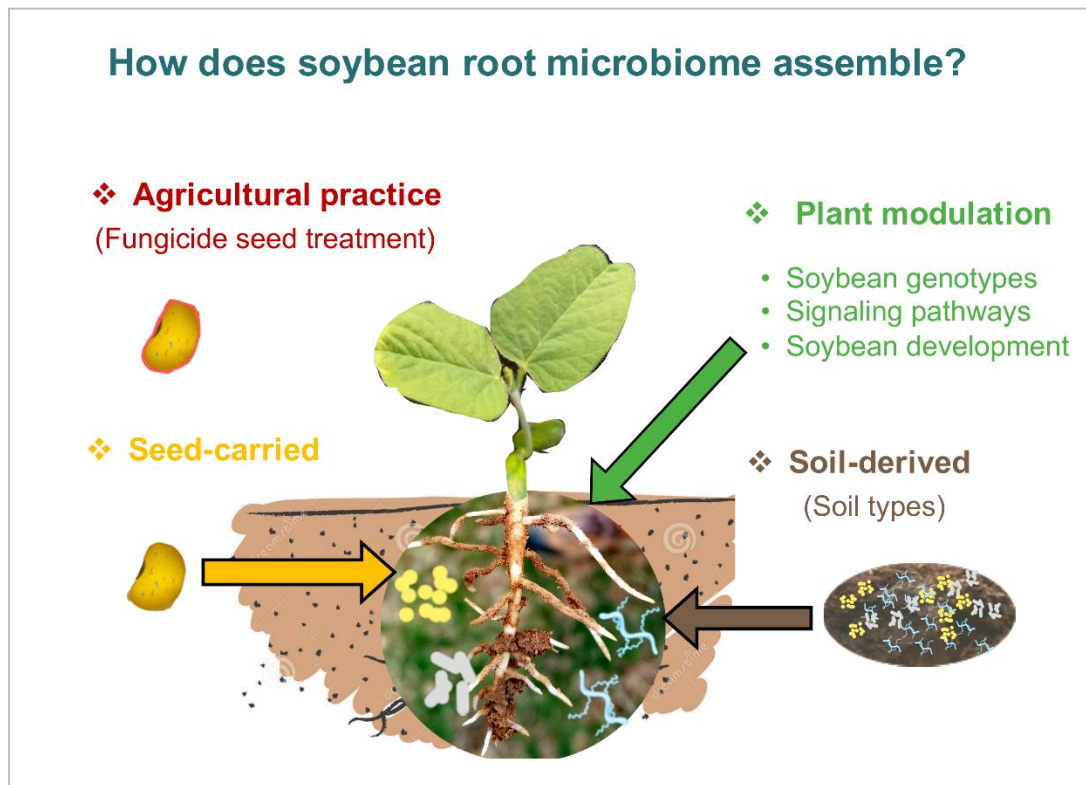 How does soybean root microbiome assemble?
❖ Agricultural practice
(Fungicide seed treatment)
❖ Plant modulation
• Soybean genotypes
• Signaling pathways
• Soybean development
❖ Seed-carried
❖ Soil-derived
(Soil types)